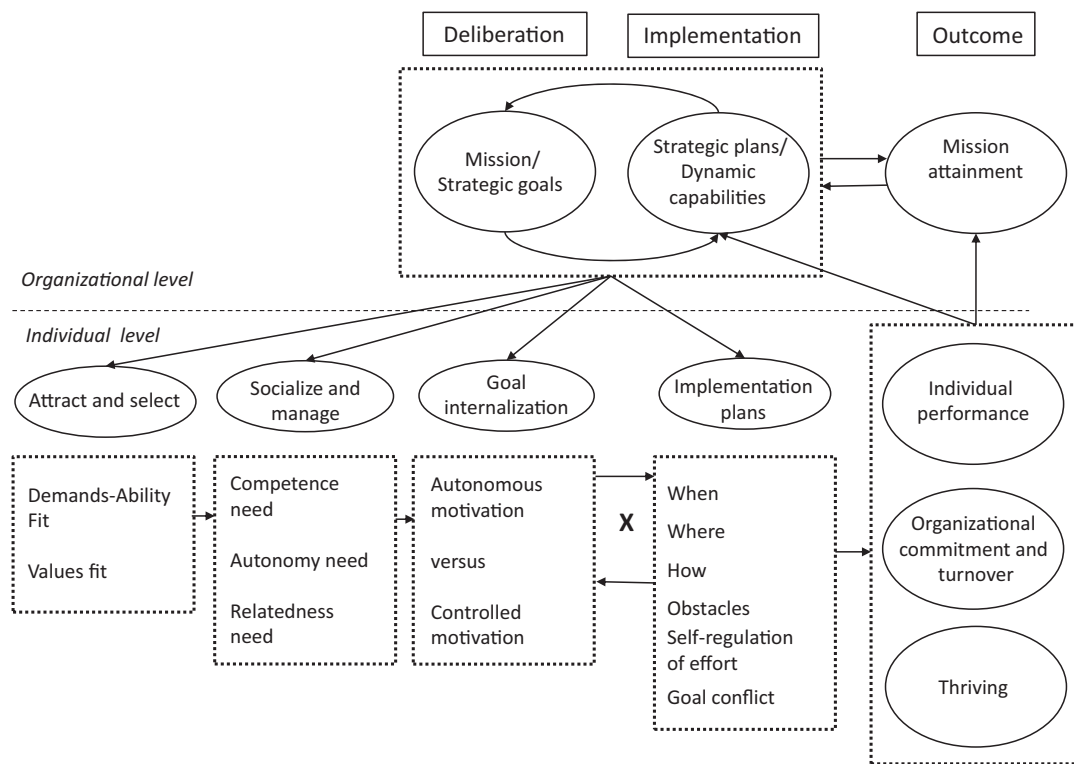 Deliberation
Implementation
Outcome
Mission/
Strategic goals
Strategic plans/
Dynamic
capabilities
Mission
attainment
Organizational level
Individual level
Attract and select
Socialize and
manage
Goal
internalization
Implementation
plans
Demands-Ability
Fit
Values fit
Competence
need
Autonomy need
Relatedness
need
Autonomous
motivation
versus
Controlled
motivation
X
When
Where
How
Obstacles
Self-regulation
of effort
Goal conflict
Individual
performance
Organizational
commitment and
turnover
Thriving